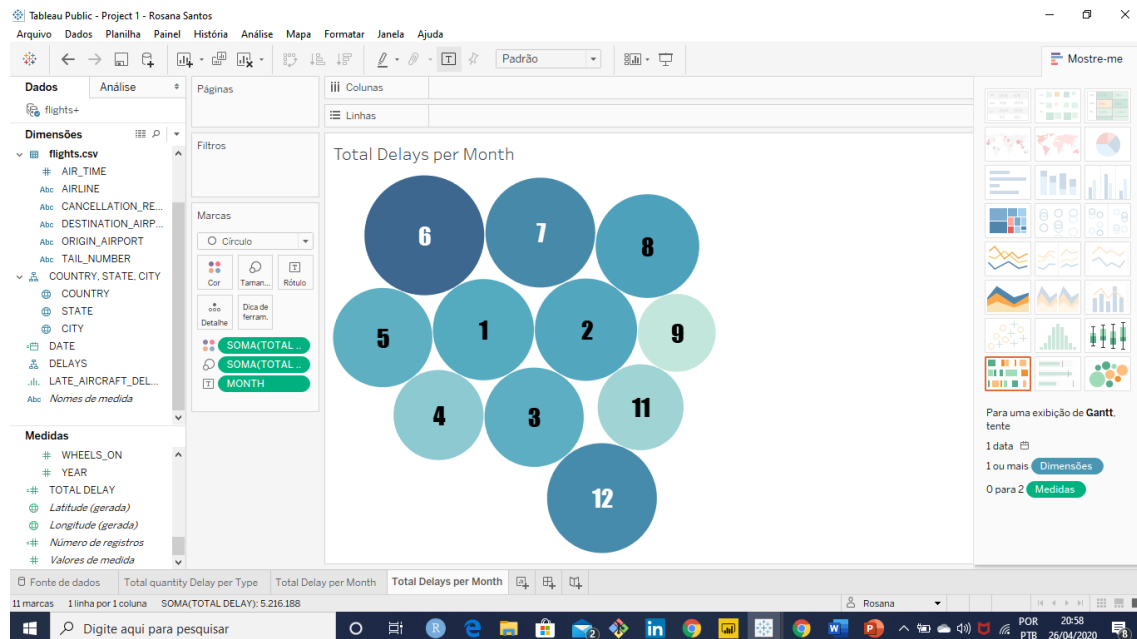 Tableau Public - Project 1 - Rosana Santos
Arquivo Dados Planilha Painel História Análise Mapa Formatar Janela Ajuda
Padrão
Mostre-me
Dados Análise
flights+
Dimensões
flights.csv
# AIR_TIME
Abc AIRLINE
Abc CANCELLATION_RE...
Abc DESTINATION_AIRP...
Abc ORIGIN_AIRPORT
Abc TAIL_NUMBER
COUNTRY, STATE, CITY
COUNTRY
STATE
CITY
DATE
DELAYS
LATE_AIRCRAFT_DEL...
Abc Nomes de medida
Medidas
# WHEELS_ON
# YEAR
=# TOTAL DELAY
Latitude (gerada)
Longitude (gerada)
=# Número de registros
# Valores de medida
Páginas
Filtros
Marcas
Círculo
Cor Taman... Rótulo
Detalhe Dica de ferram.
SOMA(TOTAL ..
SOMA(TOTAL ..
MONTH
Colunas
Linhas
Total Delays per Month
6 7 8
5 1 2 9
4 3 11
12
Para uma exibição de Gantt,
tente
1 data
1 ou mais Dimensões
0 para 2 Medidas
Fonte de dados Total quantity Delay per Type Total Delay per Month Total Delays per Month
11 marcas 1 linha por 1 coluna SOMA(TOTAL DELAY): 5.216.188 Rosana
Digite aqui para pesquisar
POR 20:58
PTB 26/04/2020